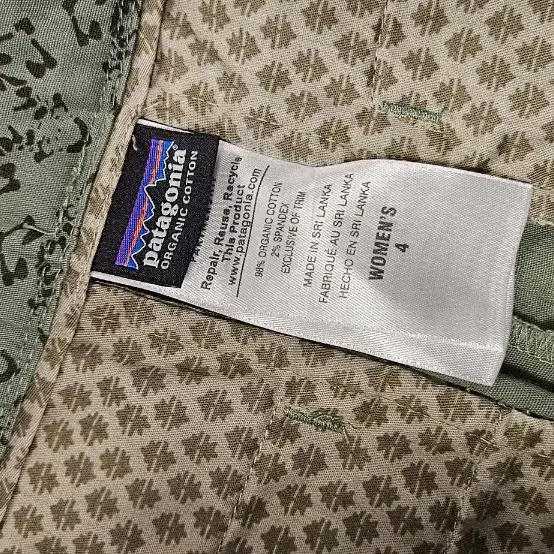 patagonia
ORGANIC COTTON
Repair, Reuse, Recycle
This Product
www.patagonia.com
98% ORGANIC COTTON
2% SPANDEX
EXCLUSIVE OF TRIM
MADE IN SRI LANKA
FABRIQUÉ AU SRI LANKA
HECHO EN SRI LANKA
WOMEN'S
4